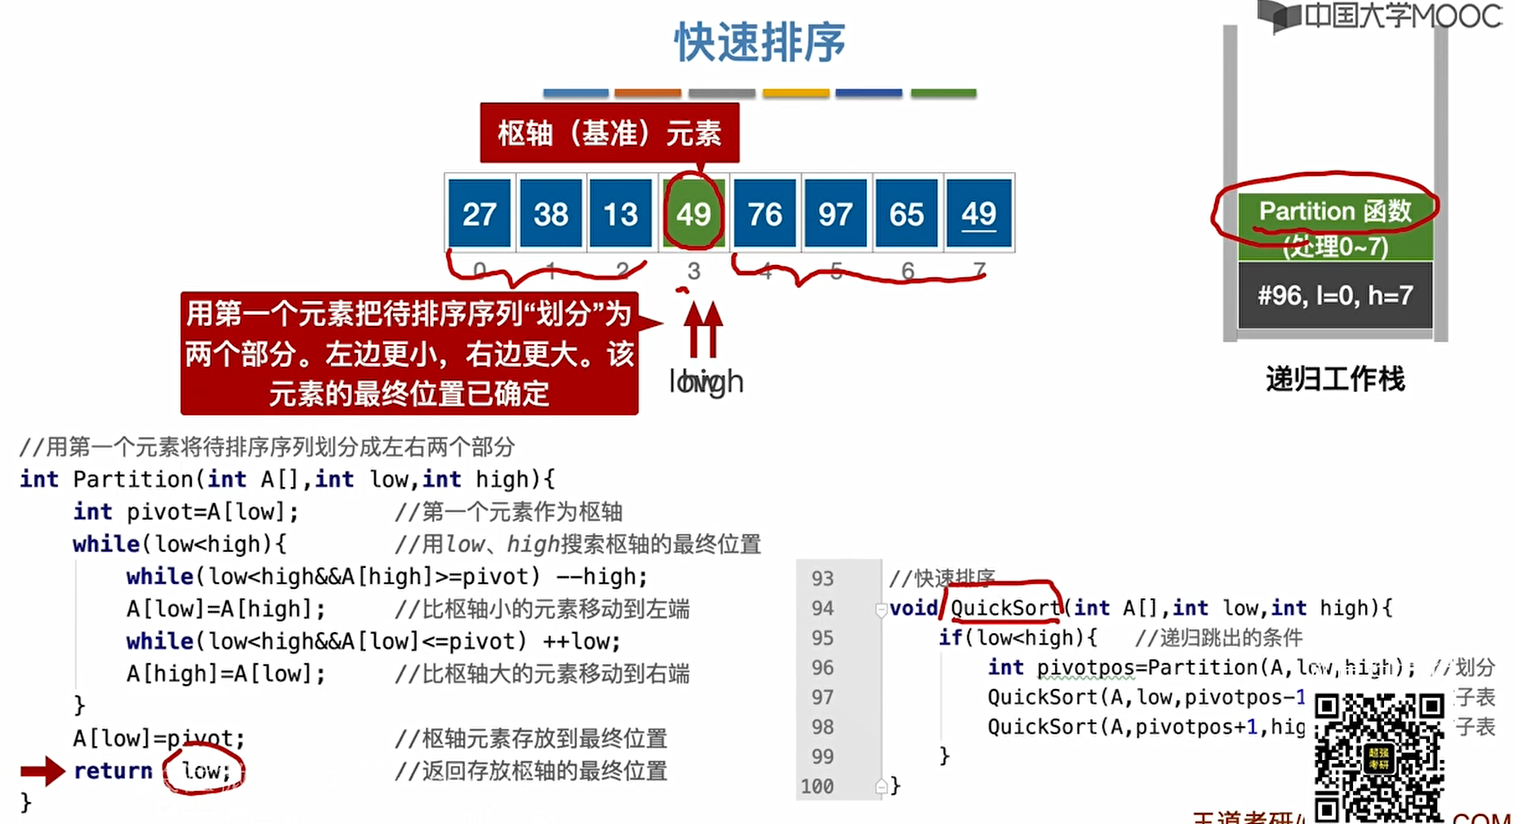 中国大学MOOC
快速排序
枢轴（基准）元素
27 38 13 49 76 97 65 49
0 1 2 3 4 5 6 7
用第一个元素把待排序序列“划分”为
两个部分。左边更小，右边更大。该
元素的最终位置已确定
low high
Partition 函数
(处理0~7)
#96, l=0, h=7
递归工作栈
//用第一个元素将待排序序列划分成左右两个部分
int Partition(int A[],int low,int high){
int pivot=A[low]; //第一个元素作为枢轴
while(low<high){ //用low、high搜索枢轴的最终位置
while(low<high&&A[high]>=pivot) --high;
A[low]=A[high]; //比枢轴小的元素移动到左端
while(low<high&&A[low]<=pivot) ++low;
A[high]=A[low]; //比枢轴大的元素移动到右端
}
A[low]=pivot; //枢轴元素存放到最终位置
return low; //返回存放枢轴的最终位置
}
93 //快速排序
94 void QuickSort(int A[],int low,int high){
95 if(low<high){ //递归跳出的条件
96 int pivotpos=Partition(A,low,high); //划分
97 QuickSort(A,low,pivotpos-1 子表
98 QuickSort(A,pivotpos+1,hig 子表
99 }
100 }
超强
考研
王道考研/ .COM